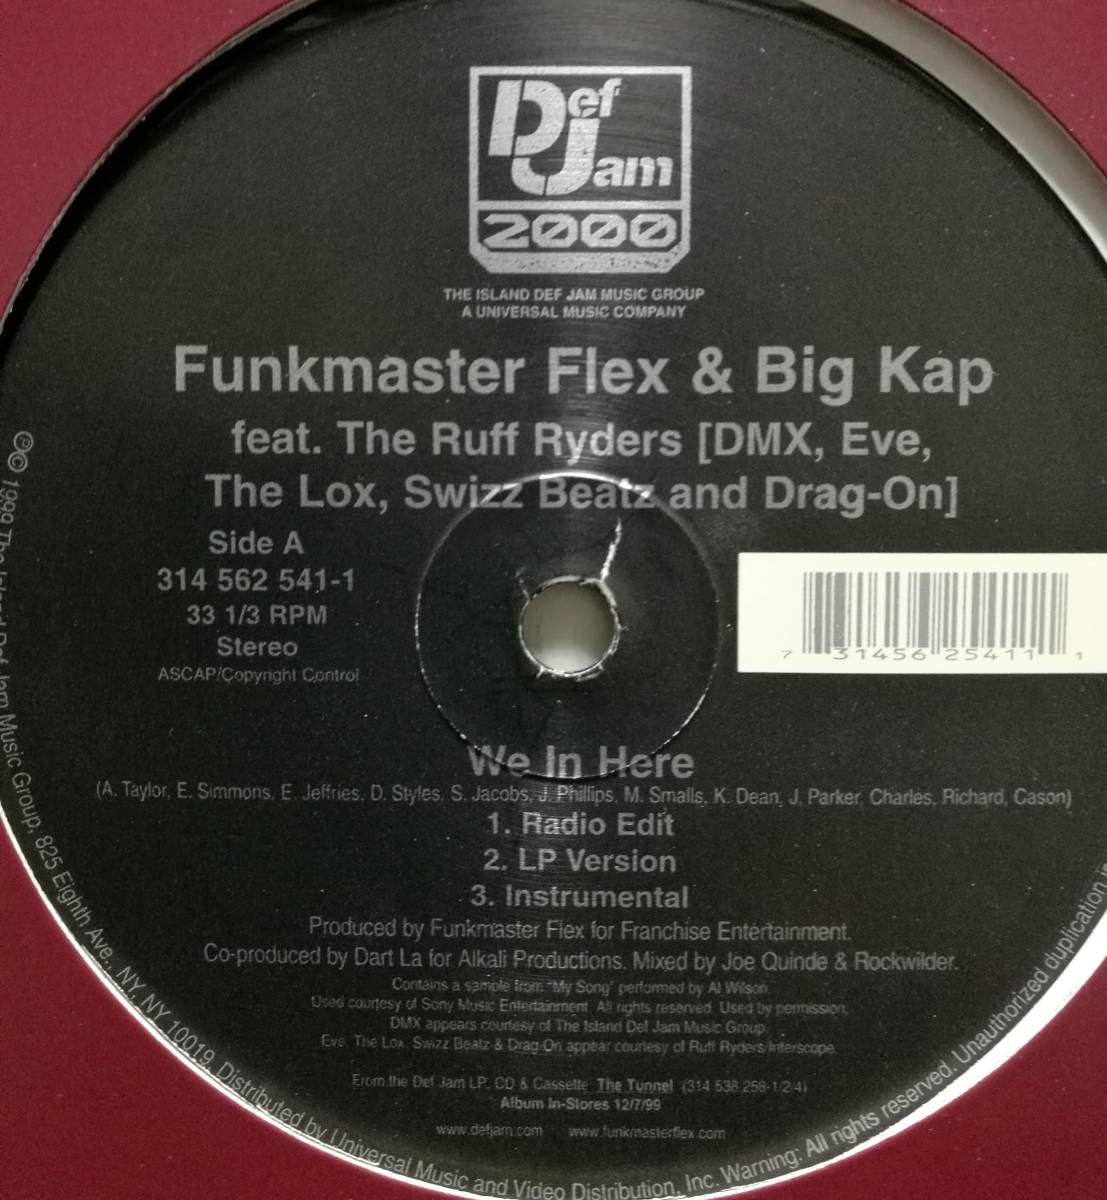 Def Jam
2000
THE ISLAND DEF JAM MUSIC GROUP
A UNIVERSAL MUSIC COMPANY
Funkmaster Flex & Big Kap
feat. The Ruff Ryders [DMX, Eve,
The Lox, Swizz Beatz and Drag-On]
Side A
314 562 541-1
33 1/3 RPM
Stereo
ASCAP/Copyright Control
7 31456 25411 1
We In Here
(A. Taylor, E. Simmons, E. Jeffries, D. Styles, S. Jacobs, J. Phillips, M. Smalls, K. Dean, J. Parker, Charles, Richard, Cason)
1. Radio Edit
2. LP Version
3. Instrumental
Produced by Funkmaster Flex for Franchise Entertainment.
Co-produced by Dart La for Alkali Productions. Mixed by Joe Quinde & Rockwilder.
Contains a sample from "My Song" performed by Al Wilson.
Used courtesy of Sony Music Entertainment. All rights reserved. Used by permission.
DMX appears courtesy of The Island Def Jam Music Group.
Eve, The Lox, Swizz Beatz & Drag-On appear courtesy of Ruff Ryders/Interscope.
From the Def Jam LP, CD & Cassette The Tunnel (314 538 258-1/2/4)
Album In-Stores 12/7/99
www.defjam.com www.funkmasterflex.com
℗© 1999 The Island Def Jam Music Group, 825 Eighth Ave., NY, NY 10019. Distributed by Universal Music and Video Distribution, Inc. Warning: All rights reserved. Unauthorized duplication